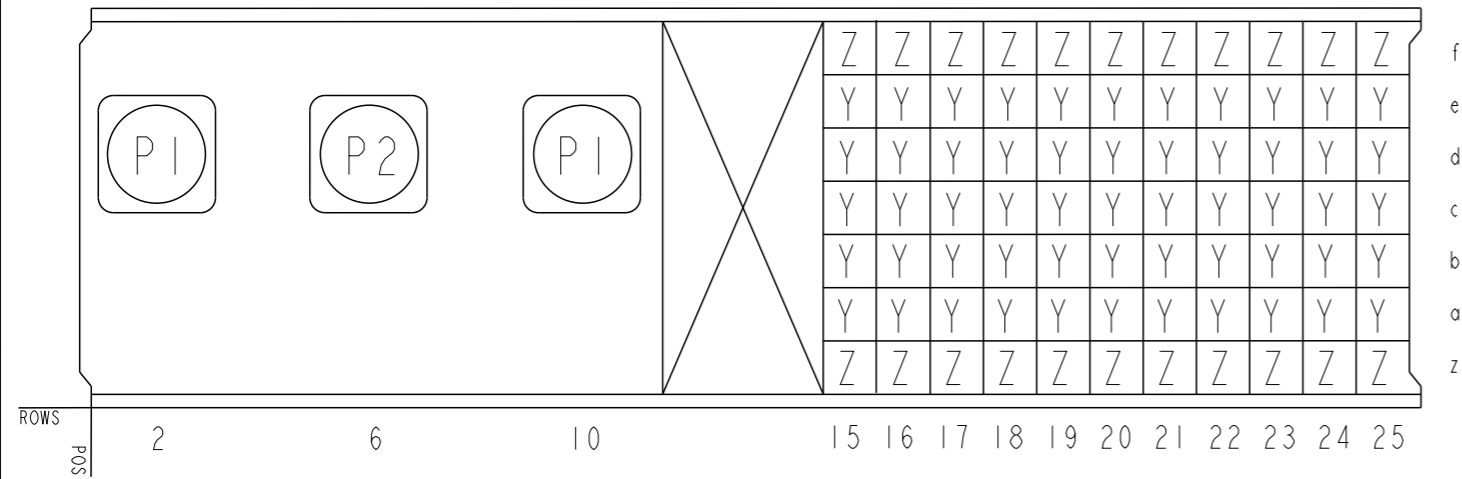 Z Z Z Z Z Z Z Z Z Z Z f
Y Y Y Y Y Y Y Y Y Y Y e
P1 P2 P1 Y Y Y Y Y Y Y Y Y Y Y d
Y Y Y Y Y Y Y Y Y Y Y c
Y Y Y Y Y Y Y Y Y Y Y b
Y Y Y Y Y Y Y Y Y Y Y a
Z Z Z Z Z Z Z Z Z Z Z z
ROWS
POS 2 6 10 15 16 17 18 19 20 21 22 23 24 25